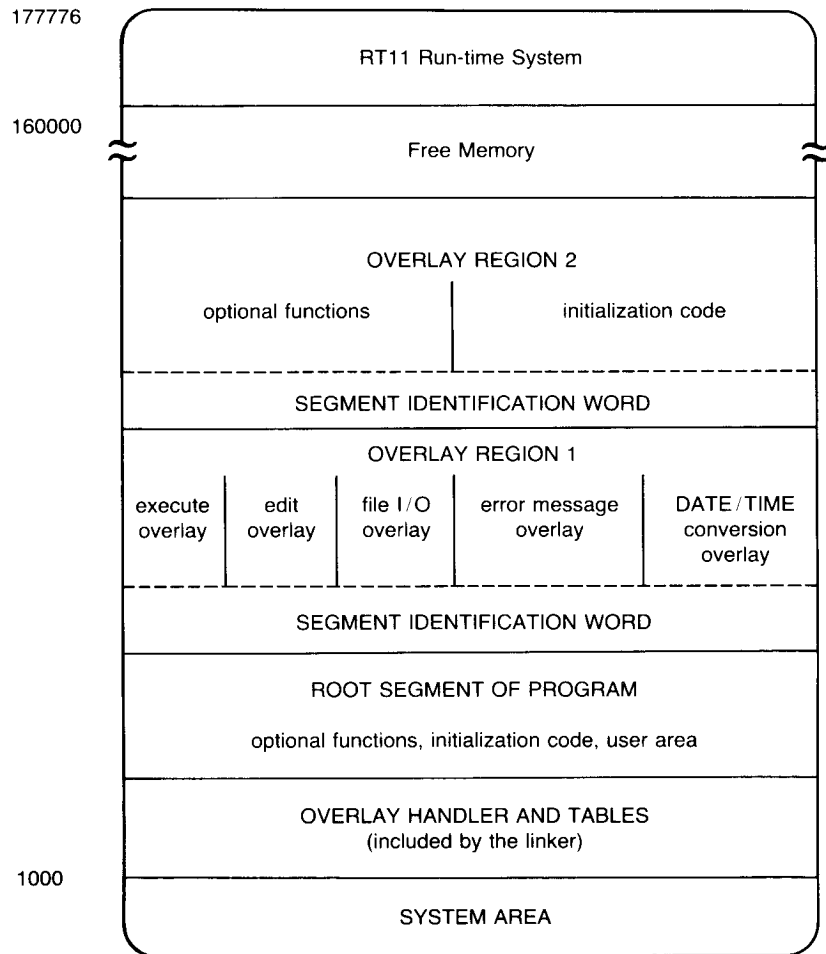 177776
RT11 Run-time System
160000
Free Memory
OVERLAY REGION 2
optional functions
initialization code
SEGMENT IDENTIFICATION WORD
OVERLAY REGION 1
execute
overlay
edit
overlay
file I/O
overlay
error message
overlay
DATE/TIME
conversion
overlay
SEGMENT IDENTIFICATION WORD
ROOT SEGMENT OF PROGRAM
optional functions, initialization code, user area
OVERLAY HANDLER AND TABLES
(included by the linker)
1000
SYSTEM AREA